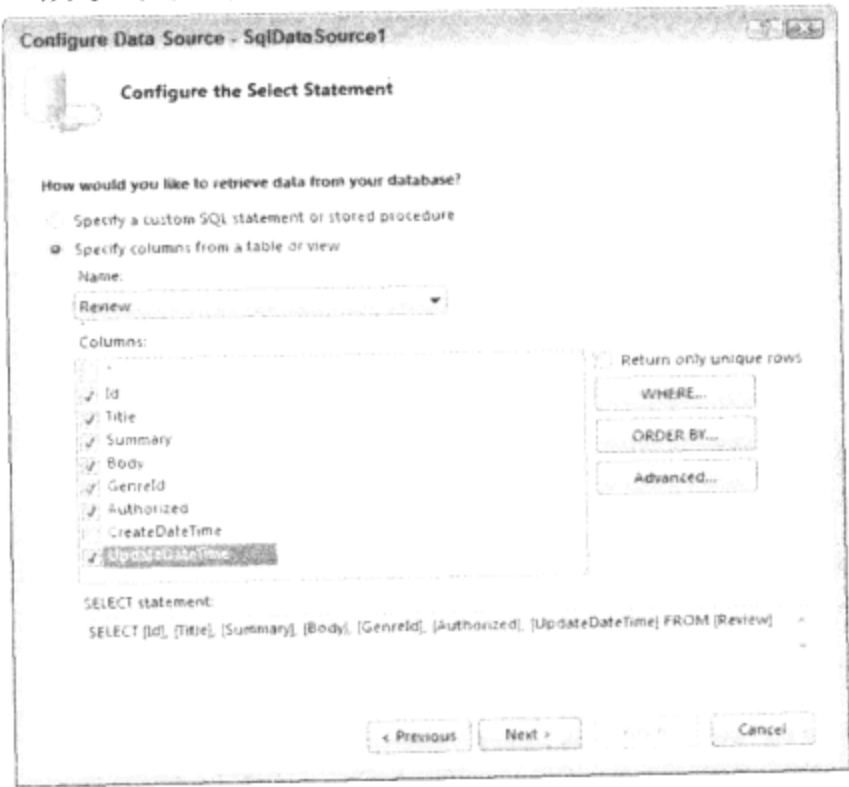 Configure Data Source - SqlDataSource1
Configure the Select Statement
How would you like to retrieve data from your database?
Specify a custom SQL statement or stored procedure
Specify columns from a table or view
Name:
Review
Columns:
*
Return only unique rows
Id
WHERE...
Title
Summary
ORDER BY...
Body
GenreId
Advanced...
Authorized
CreateDateTime
UpdateDateTime
SELECT statement:
SELECT [Id], [Title], [Summary], [Body], [GenreId], [Authorized], [UpdateDateTime] FROM [Review]
< Previous
Next >
Cancel